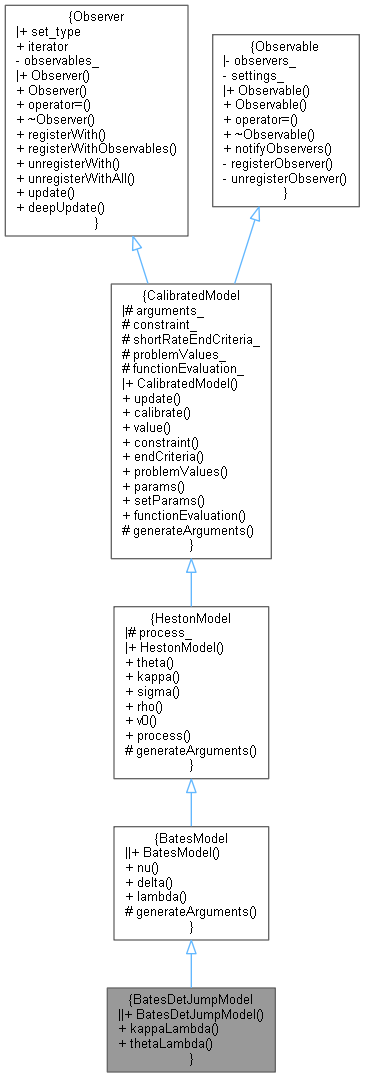 {Observer
|+ set_type
+ iterator
- observables_
|+ Observer()
+ Observer()
+ operator=()
+ ~Observer()
+ registerWith()
+ registerWithObservables()
+ unregisterWith()
+ unregisterWithAll()
+ update()
+ deepUpdate()
}
{Observable
|- observers_
- settings_
|+ Observable()
+ Observable()
+ operator=()
+ ~Observable()
+ notifyObservers()
- registerObserver()
- unregisterObserver()
}
{CalibratedModel
|# arguments_
# constraint_
# shortRateEndCriteria_
# problemValues_
# functionEvaluation_
|+ CalibratedModel()
+ update()
+ calibrate()
+ value()
+ constraint()
+ endCriteria()
+ problemValues()
+ params()
+ setParams()
+ functionEvaluation()
# generateArguments()
}
{HestonModel
|# process_
|+ HestonModel()
+ theta()
+ kappa()
+ sigma()
+ rho()
+ v0()
+ process()
# generateArguments()
}
{BatesModel
||+ BatesModel()
+ nu()
+ delta()
+ lambda()
# generateArguments()
}
{BatesDetJumpModel
||+ BatesDetJumpModel()
+ kappaLambda()
+ thetaLambda()
}